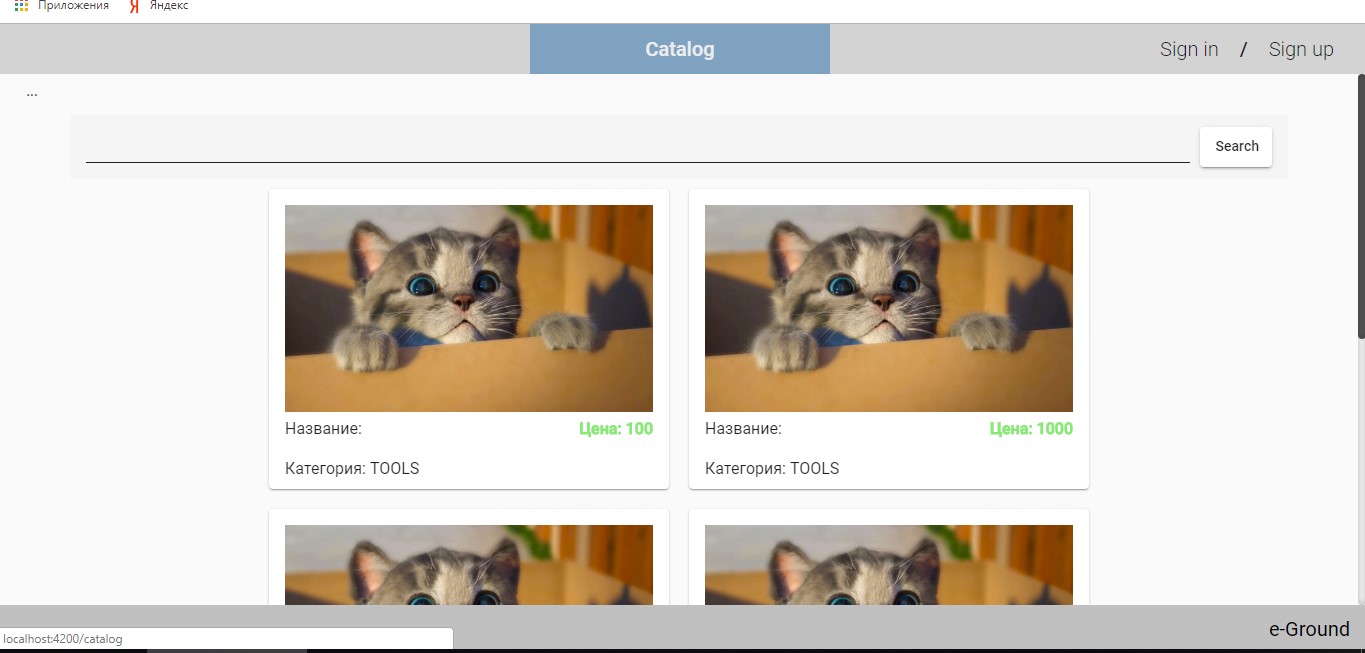 Приложения Яндекс
Catalog Sign in / Sign up
...
Search
Название: Цена: 100
Категория: TOOLS
Название: Цена: 1000
Категория: TOOLS
e-Ground
localhost:4200/catalog